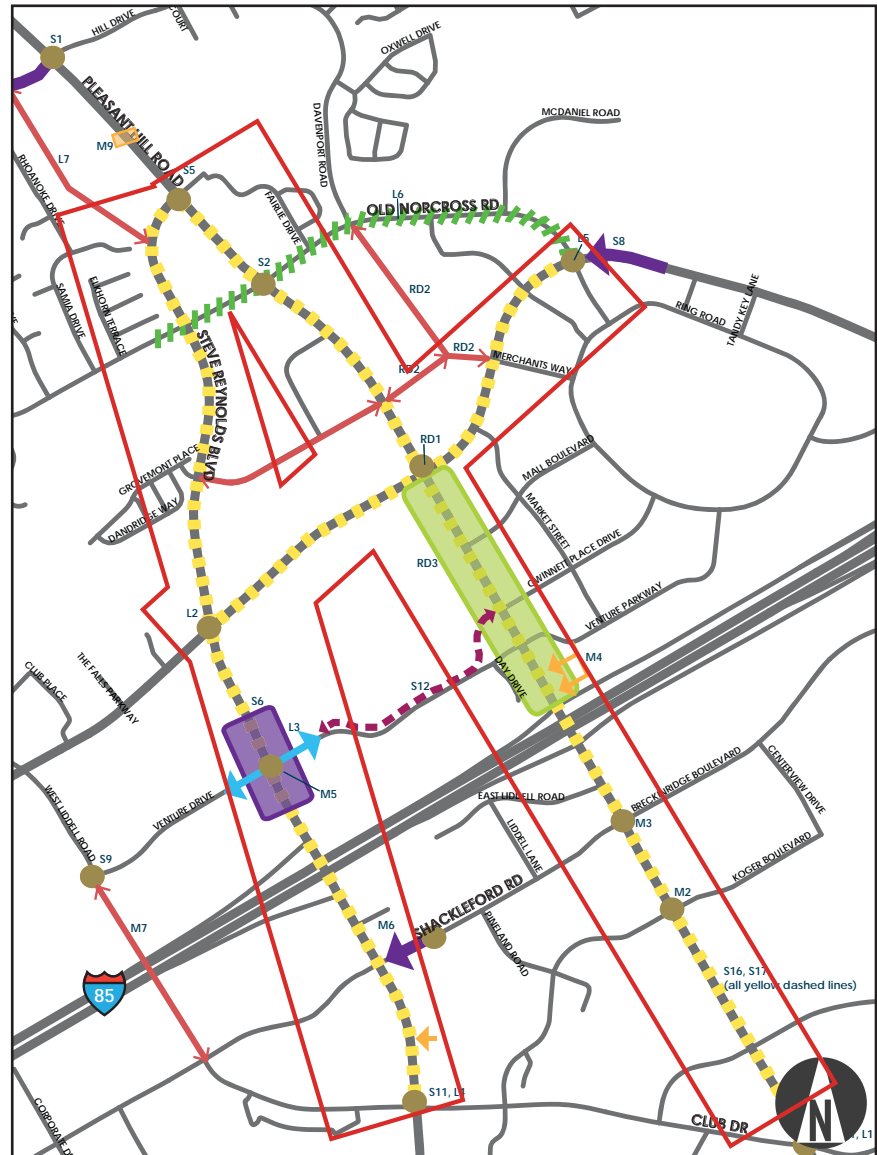 S1
HILL DRIVE
COURT
OXWELL DRIVE
PLEASANT HILL ROAD
DAVENPORT ROAD
MCDANIEL ROAD
M9
L7
S5
RHOANOKE DRIVE
FAIRLIE DRIVE
L6
OLD NORCROSS RD
L5
S8
S2
RD2
SAMIA DRIVE
ELKHORN TERRACE
RING ROAD
TANDY KEY LANE
STEVE REYNOLDS BLVD
RD2
RD2
MERCHANTS WAY
RD1
GROVEMONT PLACE
DANDRIDGE WAY
MALL BOULEVARD
MARKET STREET
RD3
GWINNETT PLACE DRIVE
VENTURE PARKWAY
L2
CLUB PLACE
THE FALLS PARKWAY
DAY DRIVE
M4
S12
S6
L3
M5
VENTURE DRIVE
WEST LIDDELL ROAD
EAST LIDDELL ROAD
BRECKENRIDGE BOULEVARD
CENTERVIEW DRIVE
M3
LIDDELL LANE
KOGER BOULEVARD
S9
M2
SHACKLEFORD RD
M6
M7
PINELAND ROAD
S16, S17
(all yellow dashed lines)
85
S11, L4
CORPORATE D
CLUB DR
N
, L1